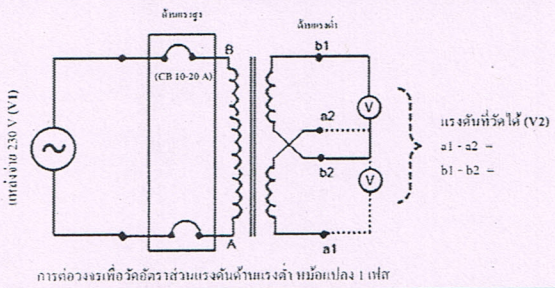 ด้านแรงสูง
ด้านแรงต่ำ
B
b1
(CB 10-20 A)
V
แหล่งจ่าย 230 V (V1)
a2
แรงดันที่วัดได้ (V2)
a1 - a2 =
b2
b1 - b2 =
V
A
a1
การต่อวงจรเพื่อวัดอัตราส่วนแรงดันด้านแรงต่ำ หม้อแปลง 1 เฟส